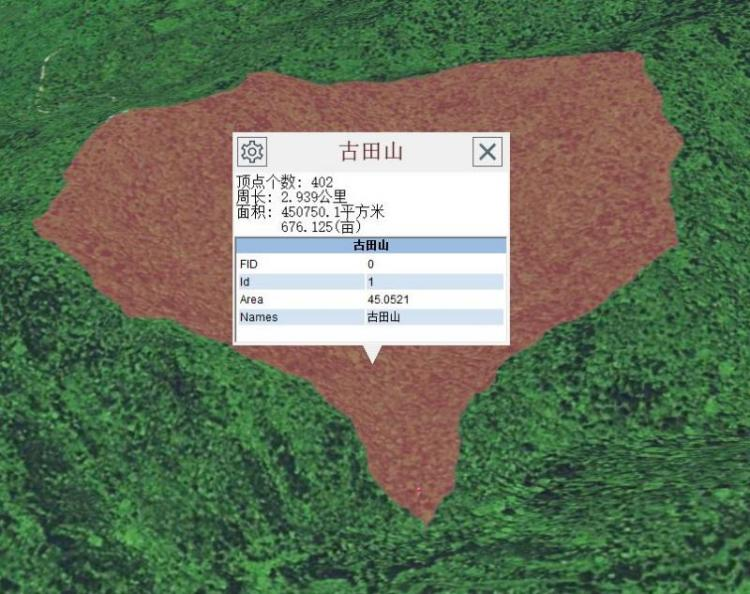 古田山
顶点个数: 402
周长: 2.939公里
面积: 450750.1平方米
676.125(亩)
古田山
FID 0
Id 1
Area 45.0521
Names 古田山